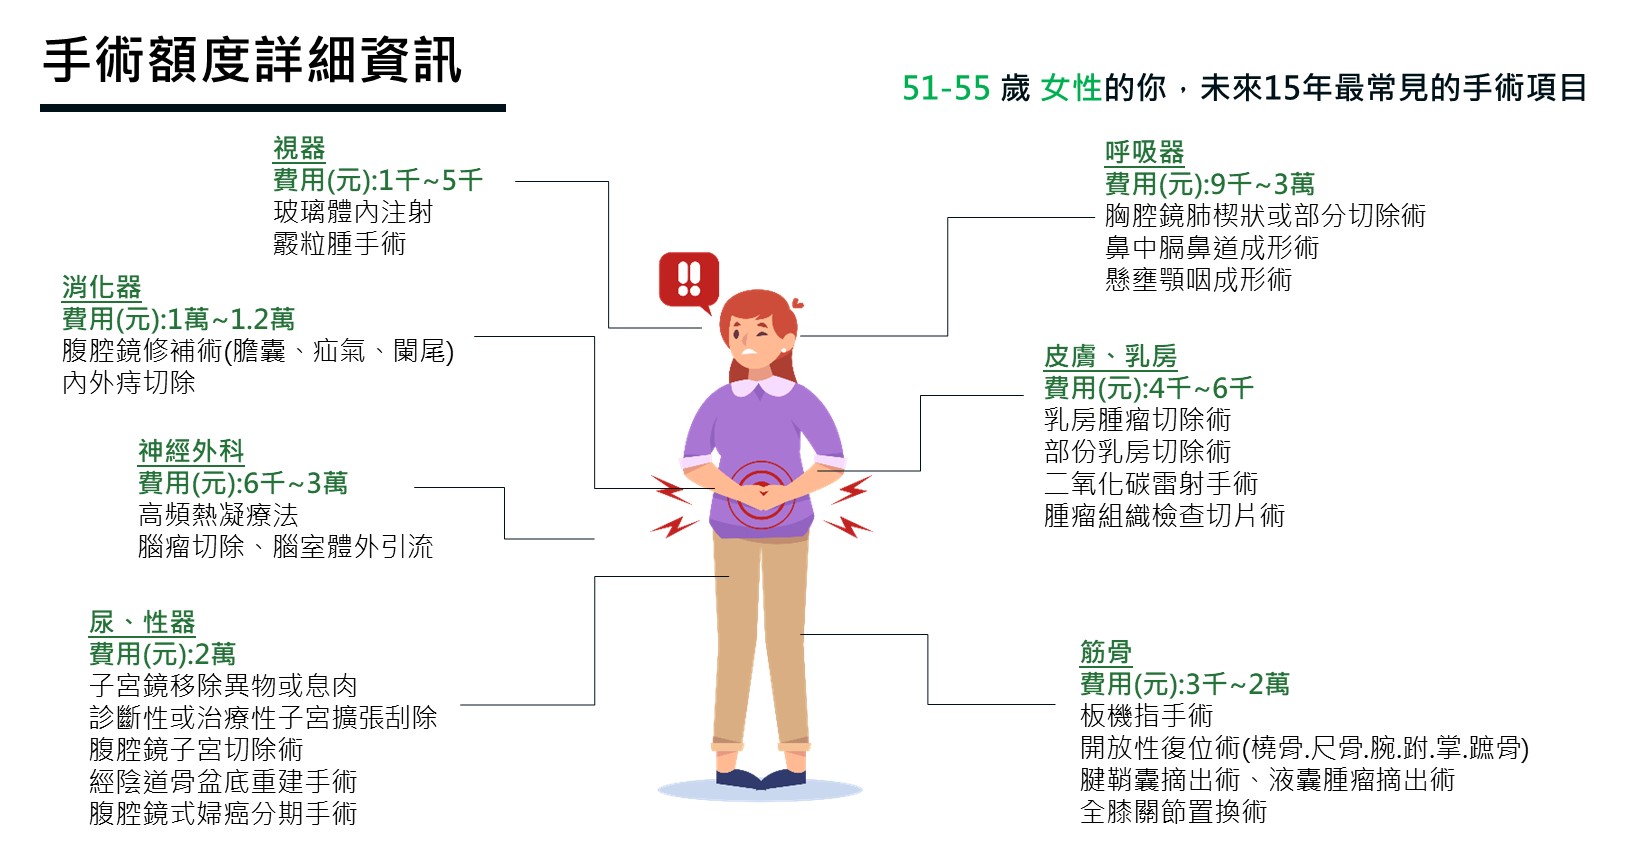 手術額度詳細資訊
51-55 歲 女性的你，未來15年最常見的手術項目
視器
費用(元):1千~5千
玻璃體內注射
霰粒腫手術
消化器
費用(元):1萬~1.2萬
腹腔鏡修補術(膽囊、疝氣、闌尾)
內外痔切除
神經外科
費用(元):6千~3萬
高頻熱凝療法
腦瘤切除、腦室體外引流
尿、性器
費用(元):2萬
子宮鏡移除異物或息肉
診斷性或治療性子宮擴張刮除
腹腔鏡子宮切除術
經陰道骨盆底重建手術
腹腔鏡式婦癌分期手術
呼吸器
費用(元):9千~3萬
胸腔鏡肺楔狀或部分切除術
鼻中膈鼻道成形術
懸壅顎咽成形術
皮膚、乳房
費用(元):4千~6千
乳房腫瘤切除術
部份乳房切除術
二氧化碳雷射手術
腫瘤組織檢查切片術
筋骨
費用(元):3千~2萬
板機指手術
開放性復位術(橈骨.尺骨.腕.跗.掌.蹠骨)
腱鞘囊摘出術、液囊腫瘤摘出術
全膝關節置換術